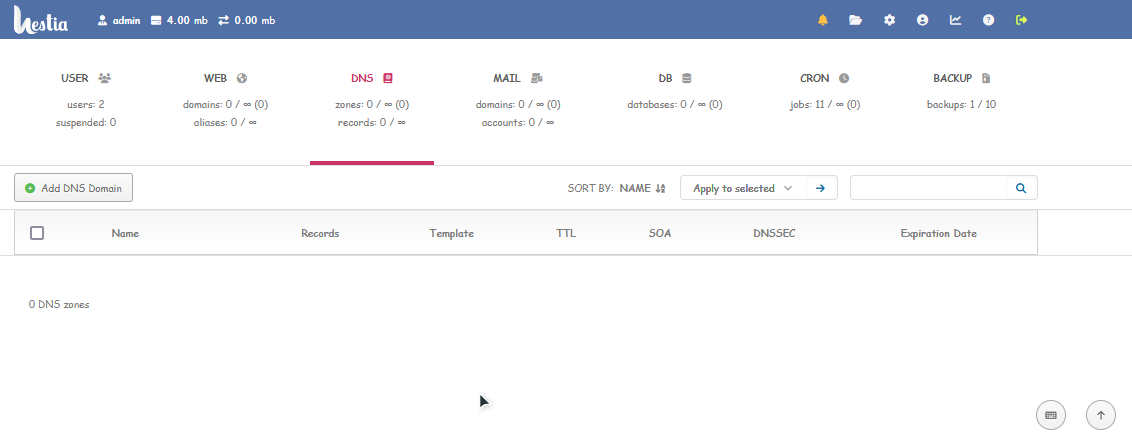 hestia admin 4.00 mb 0.00 mb
USER WEB DNS MAIL DB CRON BACKUP
users: 2 domains: 0 / ∞ (0) zones: 0 / ∞ (0) domains: 0 / ∞ (0) databases: 0 / ∞ (0) jobs: 11 / ∞ (0) backups: 1 / 10
suspended: 0 aliases: 0 / ∞ records: 0 / ∞ accounts: 0 / ∞
Add DNS Domain SORT BY: NAME Apply to selected
Name Records Template TTL SOA DNSSEC Expiration Date
0 DNS zones